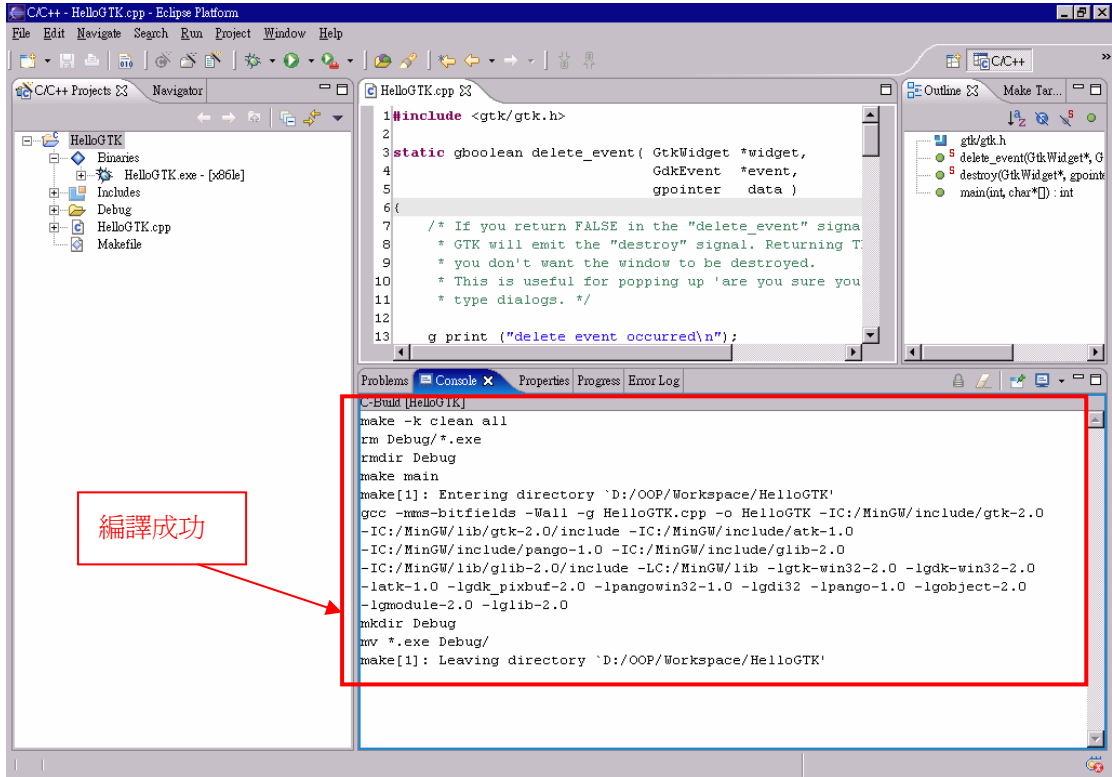 C/C++ - HelloGTK.cpp - Eclipse Platform
File Edit Navigate Search Run Project Window Help
C/C++
»
C/C++ Projects
Navigator
HelloGTK
Binaries
HelloGTK.exe - [x86le]
Includes
Debug
HelloGTK.cpp
Makefile
HelloGTK.cpp
1 #include <gtk/gtk.h>
2
3 static gboolean delete_event( GtkWidget *widget,
4 GdkEvent *event,
5 gpointer data )
6 {
7 /* If you return FALSE in the "delete_event" signa
8 * GTK will emit the "destroy" signal. Returning T
9 * you don't want the window to be destroyed.
10 * This is useful for popping up 'are you sure you
11 * type dialogs. */
12
13 g_print ("delete event occurred\n");
Outline
Make Tar...
gtk/gtk.h
delete_event(GtkWidget*, G
destroy(GtkWidget*, gpointe
main(int, char*[]) : int
Problems Console Properties Progress Error Log
C-Build [HelloGTK]
make -k clean all
rm Debug/*.exe
rmdir Debug
make main
make[1]: Entering directory `D:/OOP/Workspace/HelloGTK'
gcc -mms-bitfields -Wall -g HelloGTK.cpp -o HelloGTK -IC:/MinGW/include/gtk-2.0
-IC:/MinGW/lib/gtk-2.0/include -IC:/MinGW/include/atk-1.0
-IC:/MinGW/include/pango-1.0 -IC:/MinGW/include/glib-2.0
-IC:/MinGW/lib/glib-2.0/include -LC:/MinGW/lib -lgtk-win32-2.0 -lgdk-win32-2.0
-latk-1.0 -lgdk_pixbuf-2.0 -lpangowin32-1.0 -lgdi32 -lpango-1.0 -lgobject-2.0
-lgmodule-2.0 -lglib-2.0
mkdir Debug
mv *.exe Debug/
make[1]: Leaving directory `D:/OOP/Workspace/HelloGTK'
編譯成功